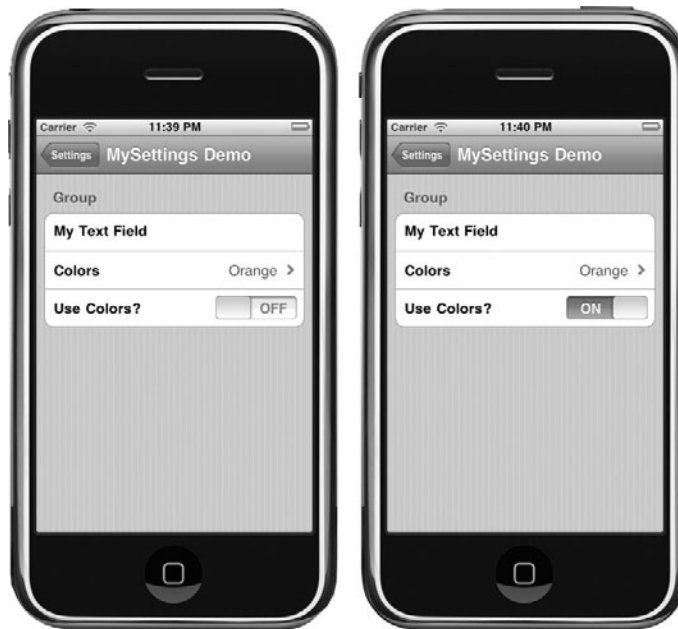 Carrier 11:39 PM
Settings MySettings Demo
Group
My Text Field
Colors Orange
Use Colors? OFF
Carrier 11:40 PM
Settings MySettings Demo
Group
My Text Field
Colors Orange
Use Colors? ON